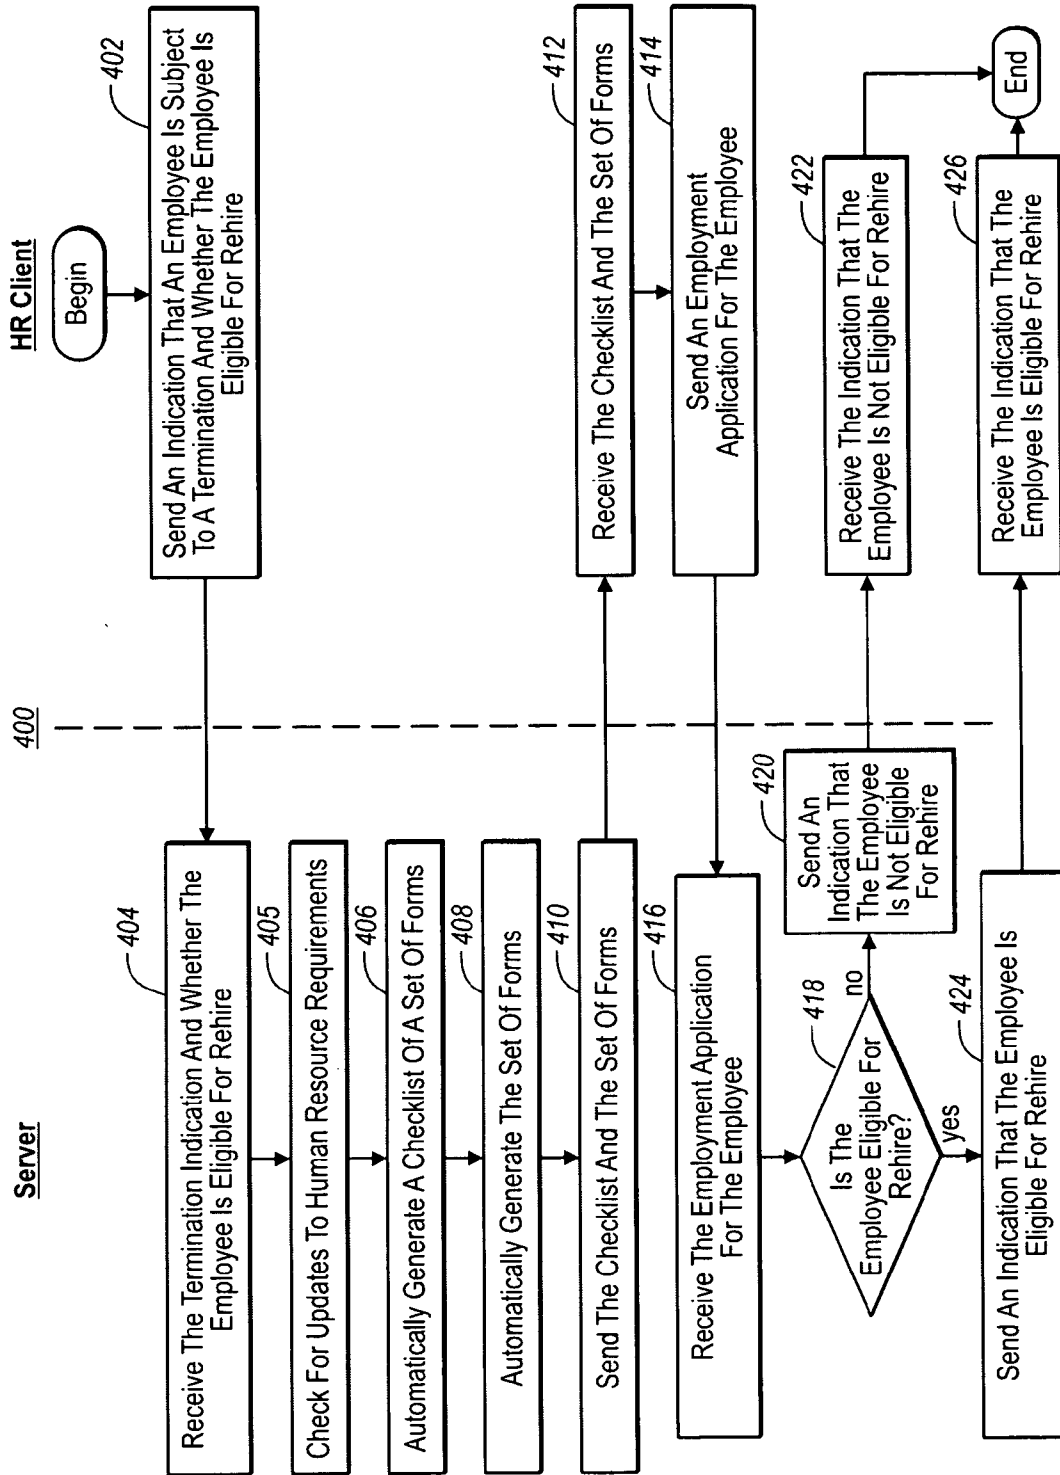 400
Server
HR Client
Begin
402
Send An Indication That An Employee Is Subject
To A Termination And Whether The Employee Is
Eligible For Rehire
404
Receive The Termination Indication And Whether The
Employee Is Eligible For Rehire
405
Check For Updates To Human Resource Requirements
406
Automatically Generate A Checklist Of A Set Of Forms
408
Automatically Generate The Set Of Forms
410
Send The Checklist And The Set Of Forms
412
Receive The Checklist And The Set Of Forms
414
Send An Employment
Application For The Employee
416
Receive The Employment Application
For The Employee
418
Is The
Employee Eligible For
Rehire?
no
420
Send An
Indication That
The Employee
Is Not Eligible
For Rehire
422
Receive The Indication That The
Employee Is Not Eligible For Rehire
yes
424
Send An Indication That The Employee Is
Eligible For Rehire
426
Receive The Indication That The
Employee Is Eligible For Rehire
End